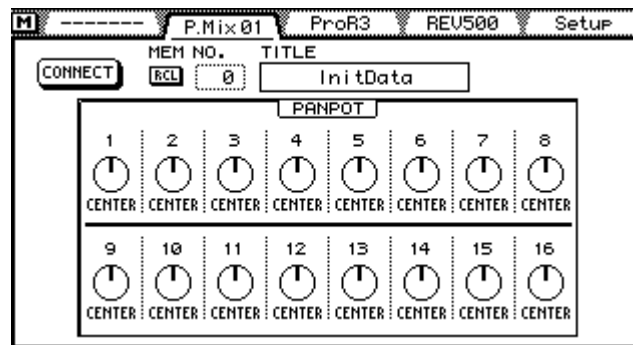 M ------- P.Mix01 ProR3 REV500 Setup
MEM NO. TITLE
CONNECT RCL 0 InitData
PANPOT
1 2 3 4 5 6 7 8
CENTER CENTER CENTER CENTER CENTER CENTER CENTER CENTER
9 10 11 12 13 14 15 16
CENTER CENTER CENTER CENTER CENTER CENTER CENTER CENTER